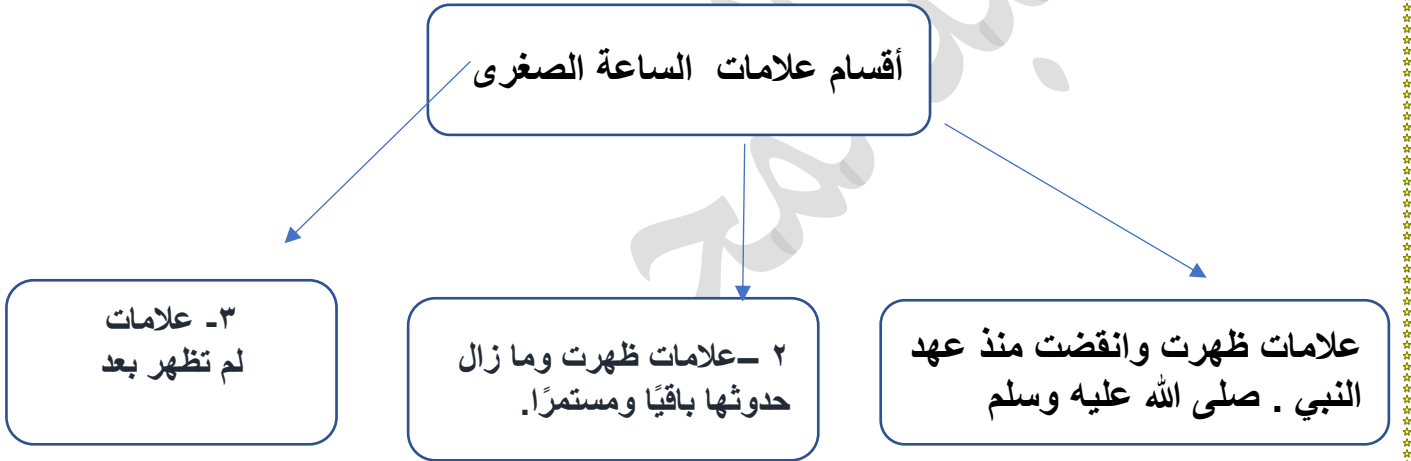 أقسام علامات الساعة الصغرى
علامات ظهرت وانقضت منذ عهد
النبي . صلى الله عليه وسلم
٢ –علامات ظهرت وما زال
حدوثها باقيًا ومستمرًا.
٣- علامات
لم تظهر بعد